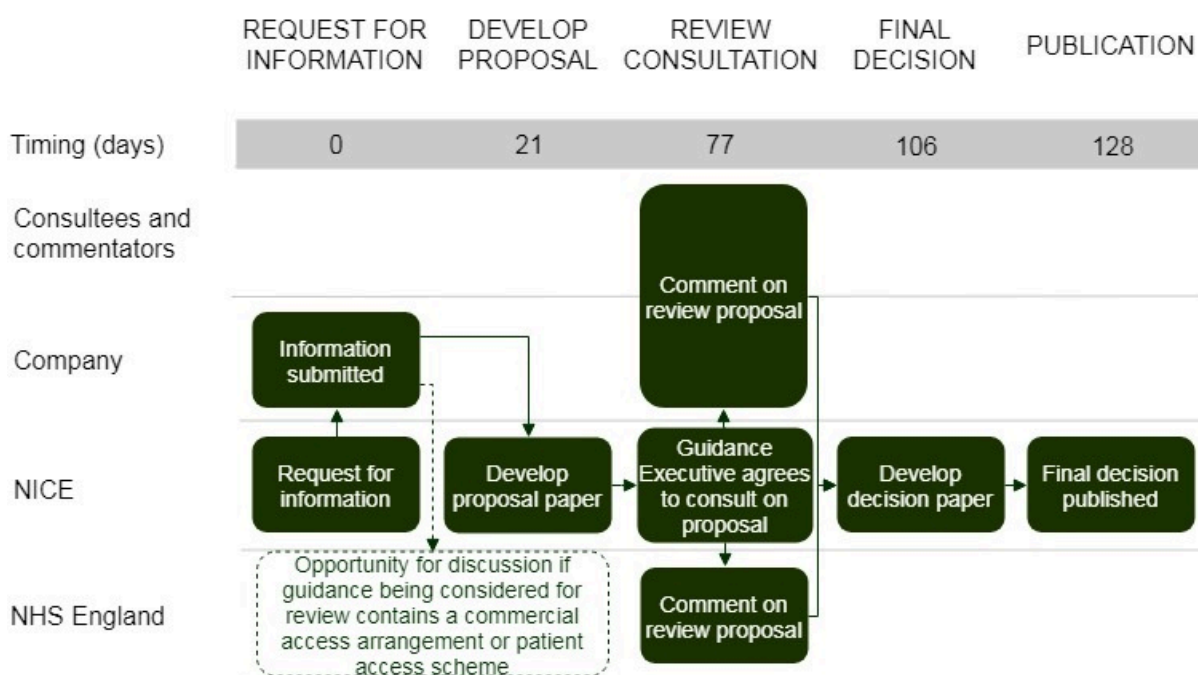 REQUEST FOR
INFORMATION
DEVELOP
PROPOSAL
REVIEW
CONSULTATION
FINAL
DECISION
PUBLICATION
Timing (days)
0
21
77
106
128
Consultees and
commentators
Comment on
review proposal
Company
Information
submitted
NICE
Request for
information
Develop
proposal paper
Guidance
Executive agrees
to consult on
proposal
Develop
decision paper
Final decision
published
NHS England
Opportunity for discussion if
guidance being considered for
review contains a commercial
access arrangement or patient
access scheme
Comment on
review proposal